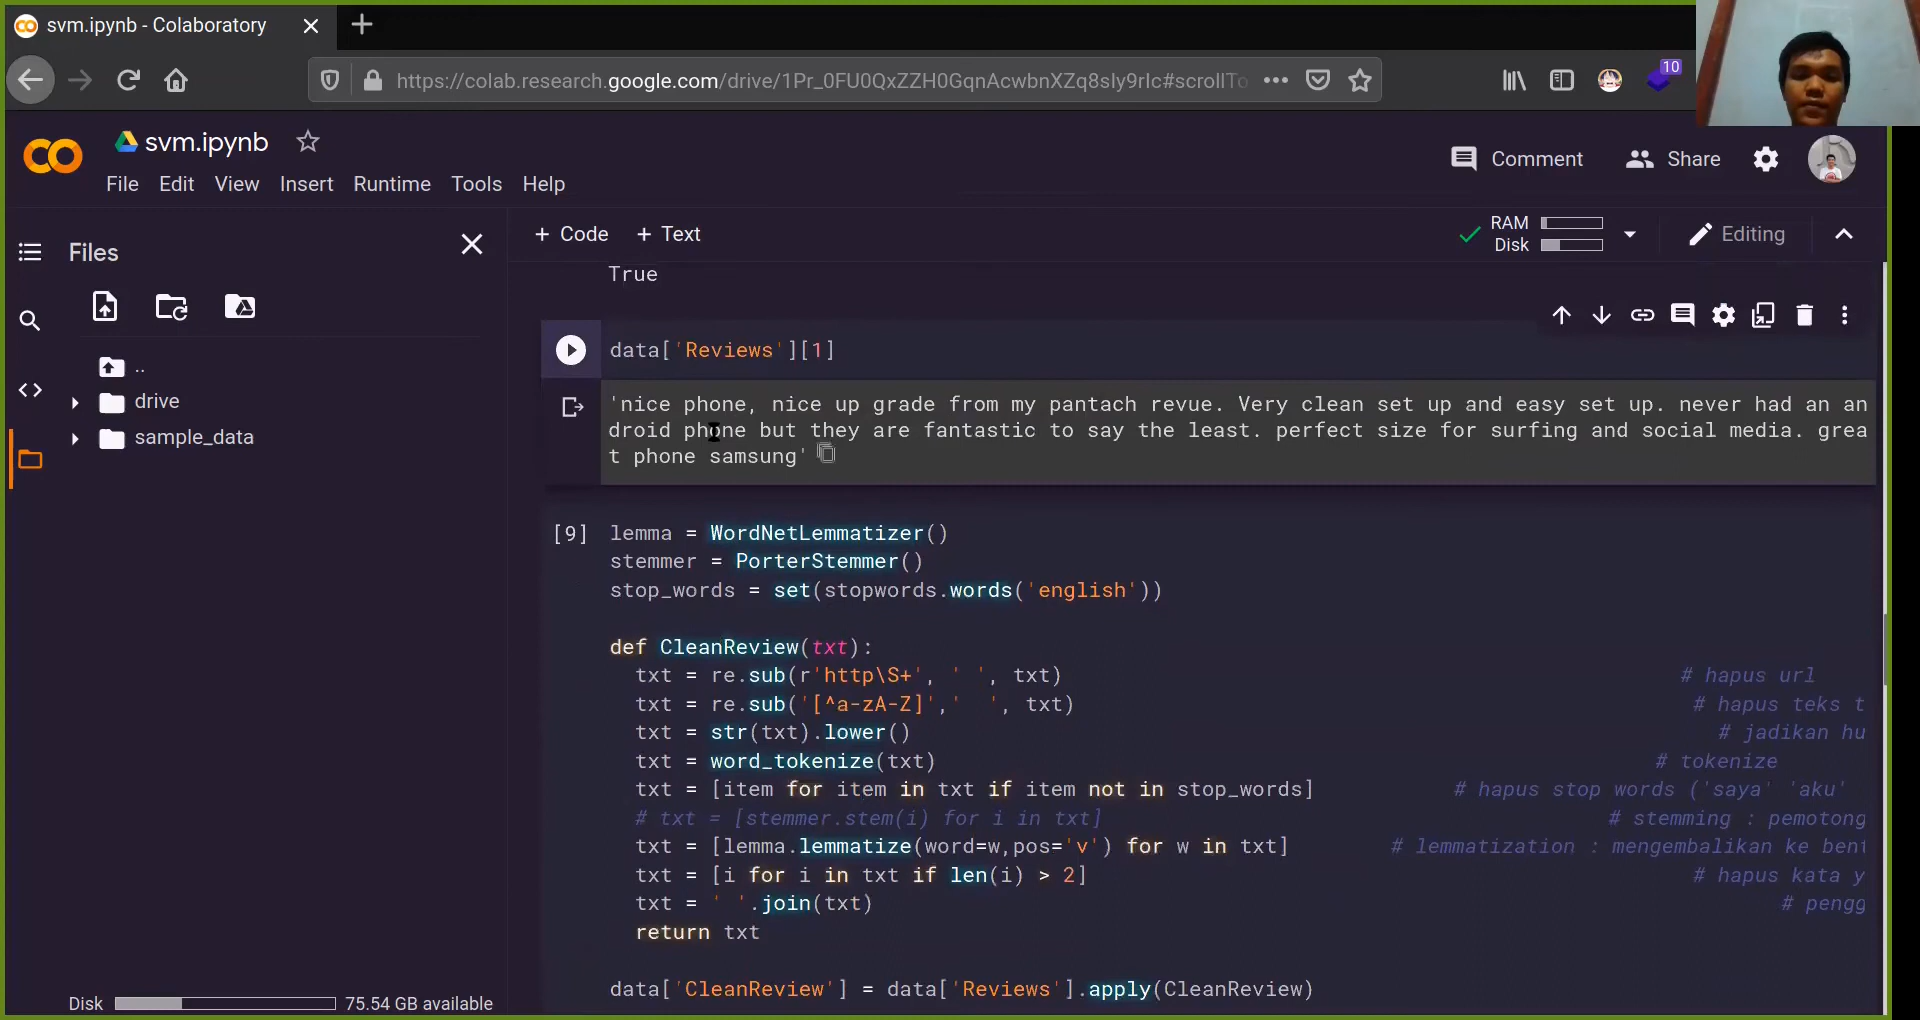 svm.ipynb - Colaboratory
https://colab.research.google.com/drive/1Pr_0FU0QxZZH0GqnAcwbnXZq8sly9rIc#scrollTo
10
svm.ipynb
File Edit View Insert Runtime Tools Help
Comment Share
Files
+ Code + Text
RAM
Disk
Editing
..
drive
sample_data
True
data['Reviews'][1]
'nice phone, nice up grade from my pantach revue. Very clean set up and easy set up. never had an an
droid phone but they are fantastic to say the least. perfect size for surfing and social media. grea
t phone samsung'
[9] lemma = WordNetLemmatizer()
stemmer = PorterStemmer()
stop_words = set(stopwords.words('english'))
def CleanReview(txt):
txt = re.sub(r'http\S+', ' ', txt) # hapus url
txt = re.sub('[^a-zA-Z]','  ', txt) # hapus teks t
txt = str(txt).lower() # jadikan hu
txt = word_tokenize(txt) # tokenize
txt = [item for item in txt if item not in stop_words] # hapus stop words ('saya' 'aku'
# txt = [stemmer.stem(i) for i in txt] # stemming : pemotong
txt = [lemma.lemmatize(word=w,pos='v') for w in txt] # lemmatization : mengembalikan ke bent
txt = [i for i in txt if len(i) > 2] # hapus kata y
txt = ' '.join(txt) # pengg
return txt
data['CleanReview'] = data['Reviews'].apply(CleanReview)
Disk 75.54 GB available